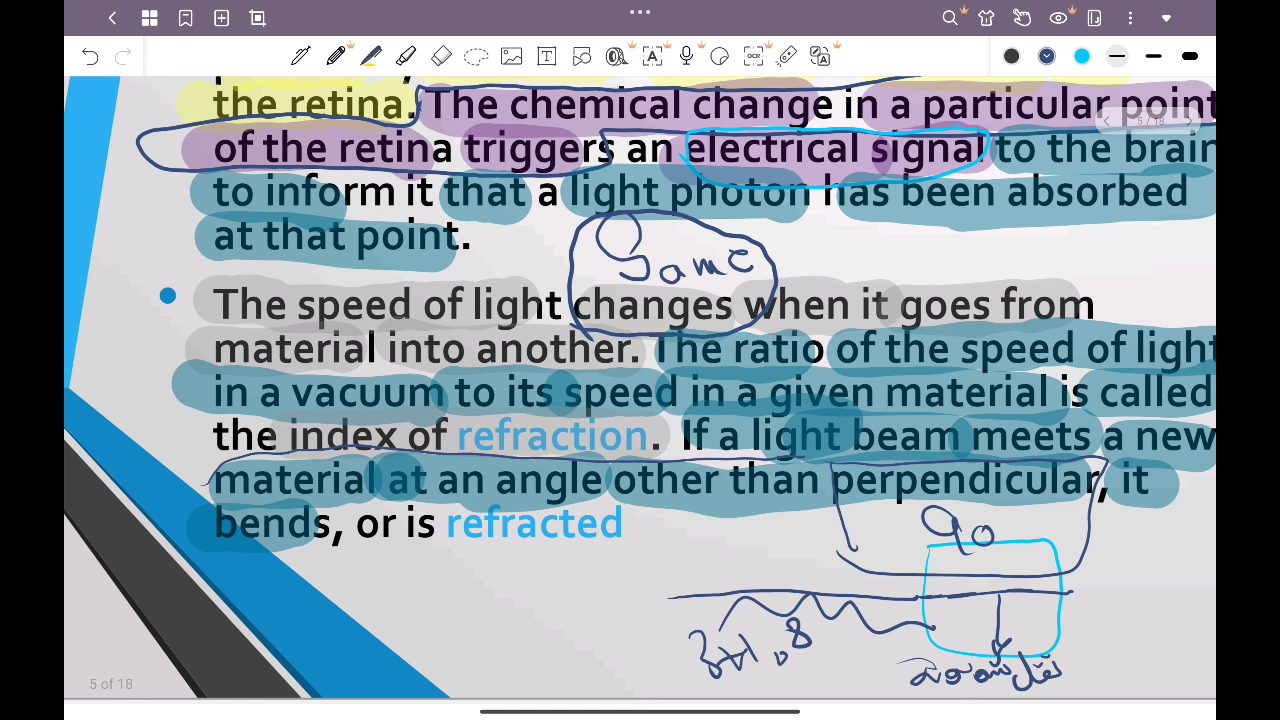 5 / 18
the retina. The chemical change in a particular point
of the retina triggers an electrical signal to the brain
to inform it that a light photon has been absorbed
at that point.
Game
• The speed of light changes when it goes from
material into another. The ratio of the speed of light
in a vacuum to its speed in a given material is called
the index of refraction. If a light beam meets a new
material at an angle other than perpendicular, it
bends, or is refracted
90
5 of 18